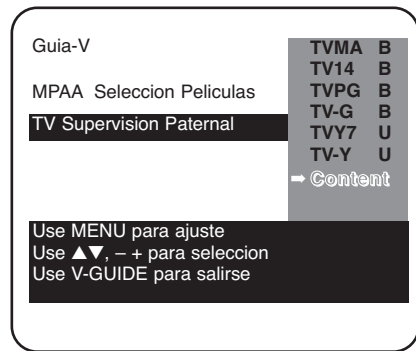 Guia-V
MPAA Seleccion Peliculas
TV Supervision Paternal
TVMA B
TV14 B
TVPG B
TV-G B
TVY7 U
TV-Y U
➡ Content
Use MENU para ajuste
Use ▲▼, – + para seleccion
Use V-GUIDE para salirse